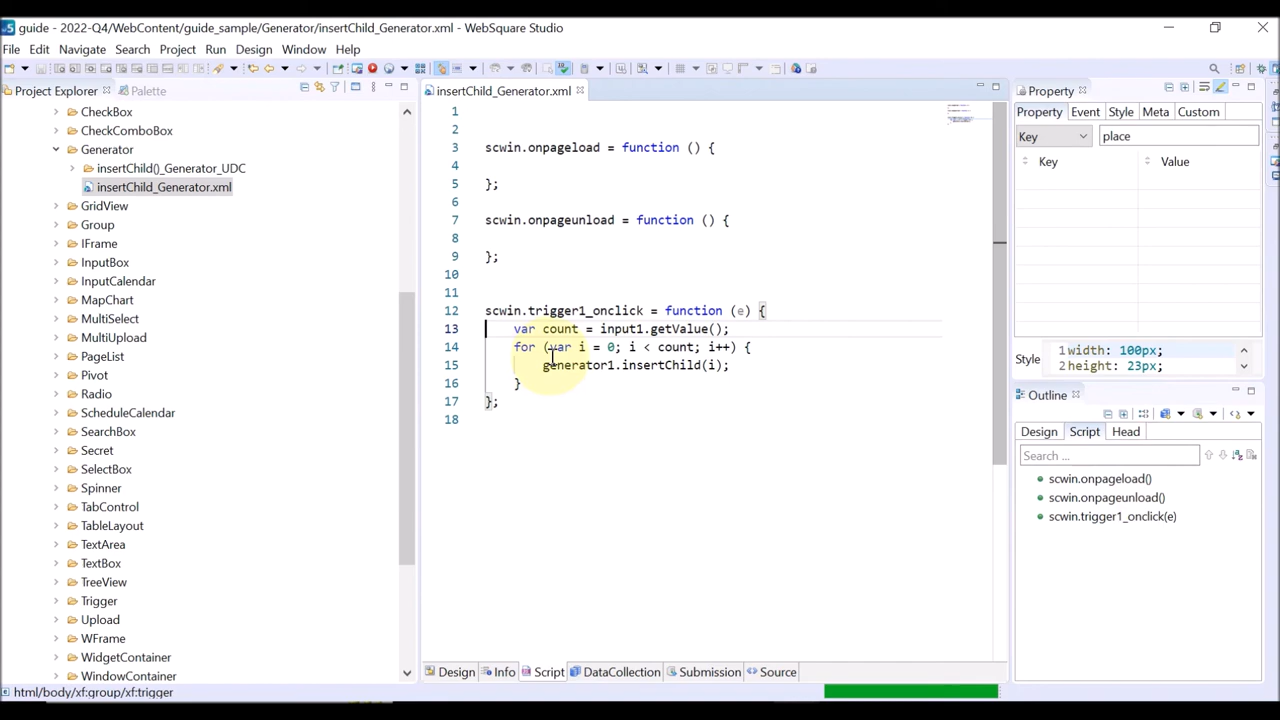 guide - 2022-Q4/WebContent/guide_sample/Generator/insertChild_Generator.xml - WebSquare Studio
File Edit Navigate Search Project Run Design Window Help
Project Explorer Palette
CheckBox
CheckComboBox
Generator
insertChild()_Generator_UDC
insertChild_Generator.xml
GridView
Group
IFrame
InputBox
InputCalendar
MapChart
MultiSelect
MultiUpload
PageList
Pivot
Radio
ScheduleCalendar
SearchBox
Secret
SelectBox
Spinner
TabControl
TableLayout
TextArea
TextBox
TreeView
Trigger
Upload
WFrame
WidgetContainer
WindowContainer
html/body/xf:group/xf:trigger
insertChild_Generator.xml
1
2
3 scwin.onpageload = function () {
4
5 };
6
7 scwin.onpageunload = function () {
8
9 };
10
11
12 scwin.trigger1_onclick = function (e) {
13 var count = input1.getValue();
14 for (var i = 0; i < count; i++) {
15 generator1.insertChild(i);
16 }
17 };
18
Design Info Script DataCollection Submission Source
Property
Property Event Style Meta Custom
Key place
Key Value
Style 1 width: 100px;
2 height: 23px;
Outline
Design Script Head
Search ...
scwin.onpageload()
scwin.onpageunload()
scwin.trigger1_onclick(e)